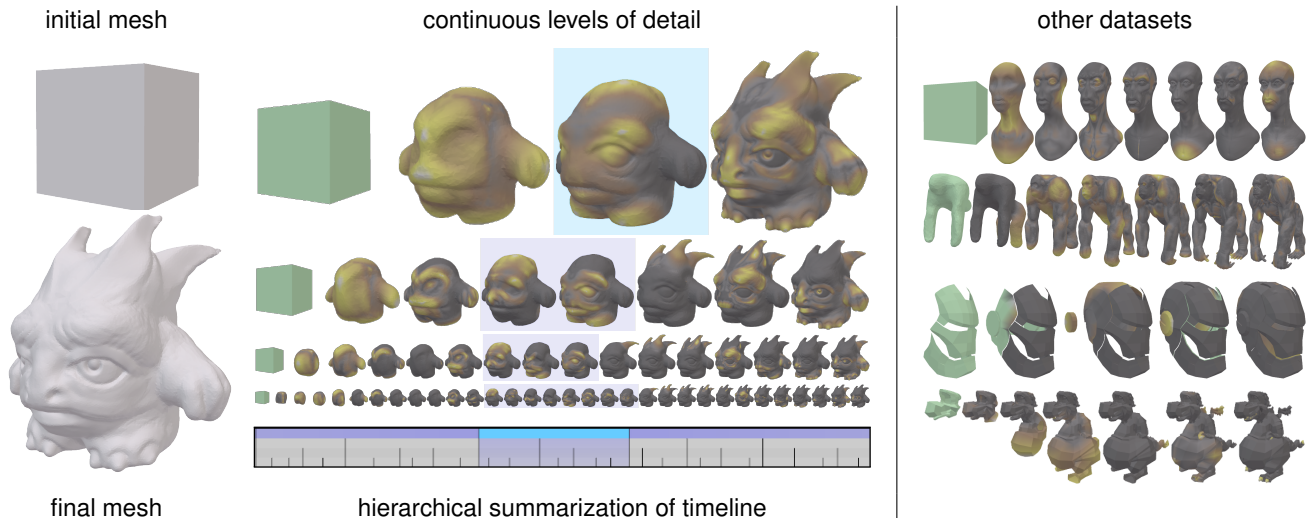 initial mesh
continuous levels of detail
other datasets
final mesh
hierarchical summarization of timeline